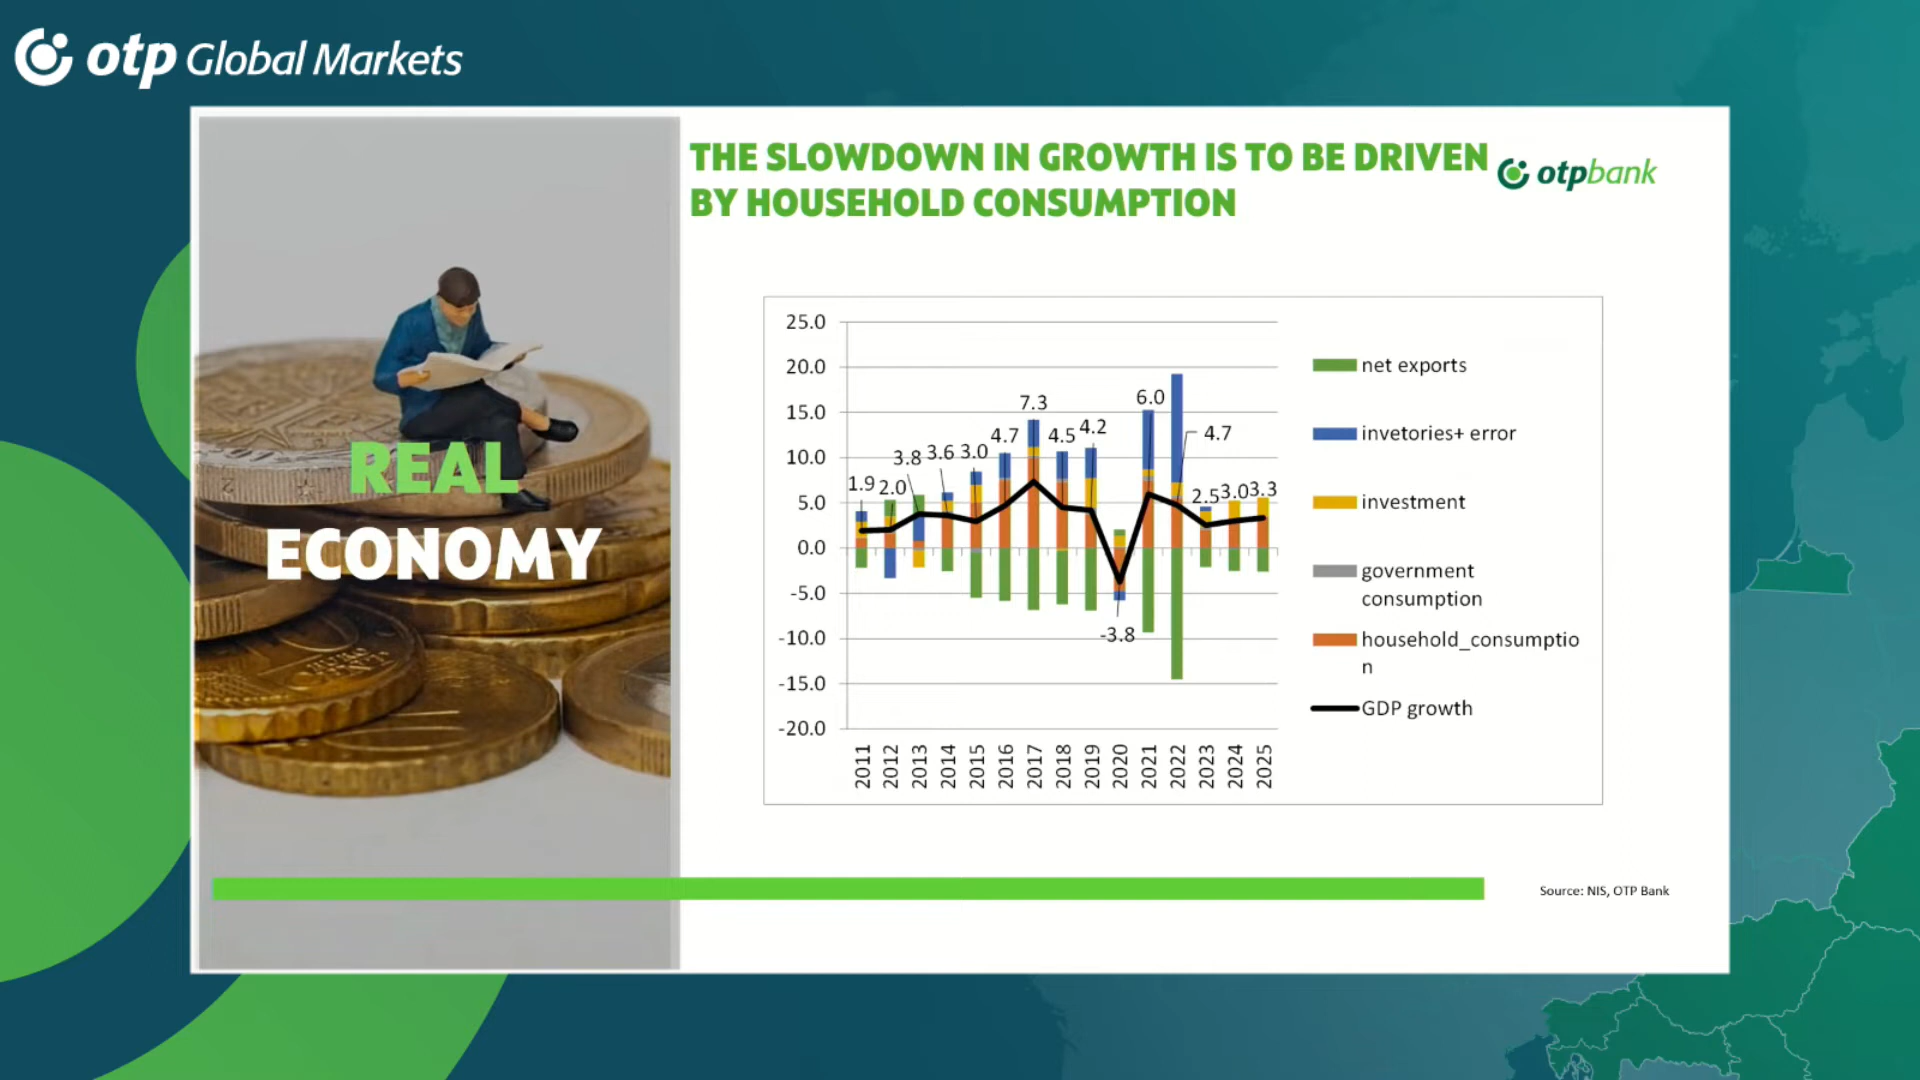 otp Global Markets
THE SLOWDOWN IN GROWTH IS TO BE DRIVEN
BY HOUSEHOLD CONSUMPTION
otpbank
REAL
ECONOMY
25.0
20.0
15.0
10.0
5.0
0.0
-5.0
-10.0
-15.0
-20.0
1.9
2.0
3.8
3.6
3.0
4.7
7.3
4.5
4.2
-3.8
6.0
4.7
2.5
3.0
3.3
2011
2012
2013
2014
2015
2016
2017
2018
2019
2020
2021
2022
2023
2024
2025
net exports
invetories+ error
investment
government
consumption
household_consumptio
n
GDP growth
Source: NIS, OTP Bank